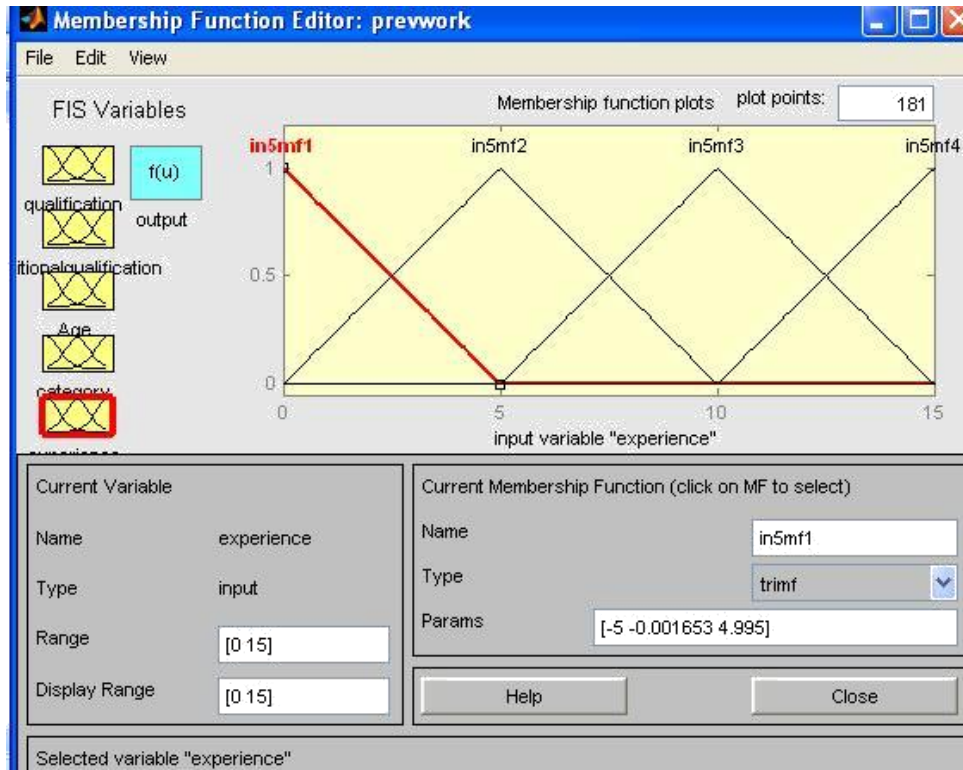 Membership Function Editor: prevwork
File Edit View
FIS Variables
Membership function plots plot points: 181
f(u)
qualification
output
itionalqualification
Age
category
in5mf1 in5mf2 in5mf3 in5mf4
1
0.5
0
0 5 10 15
input variable "experience"
Current Variable
Name experience
Type input
Range [0 15]
Display Range [0 15]
Current Membership Function (click on MF to select)
Name in5mf1
Type trimf
Params [-5 -0.001653 4.995]
Help Close
Selected variable "experience"